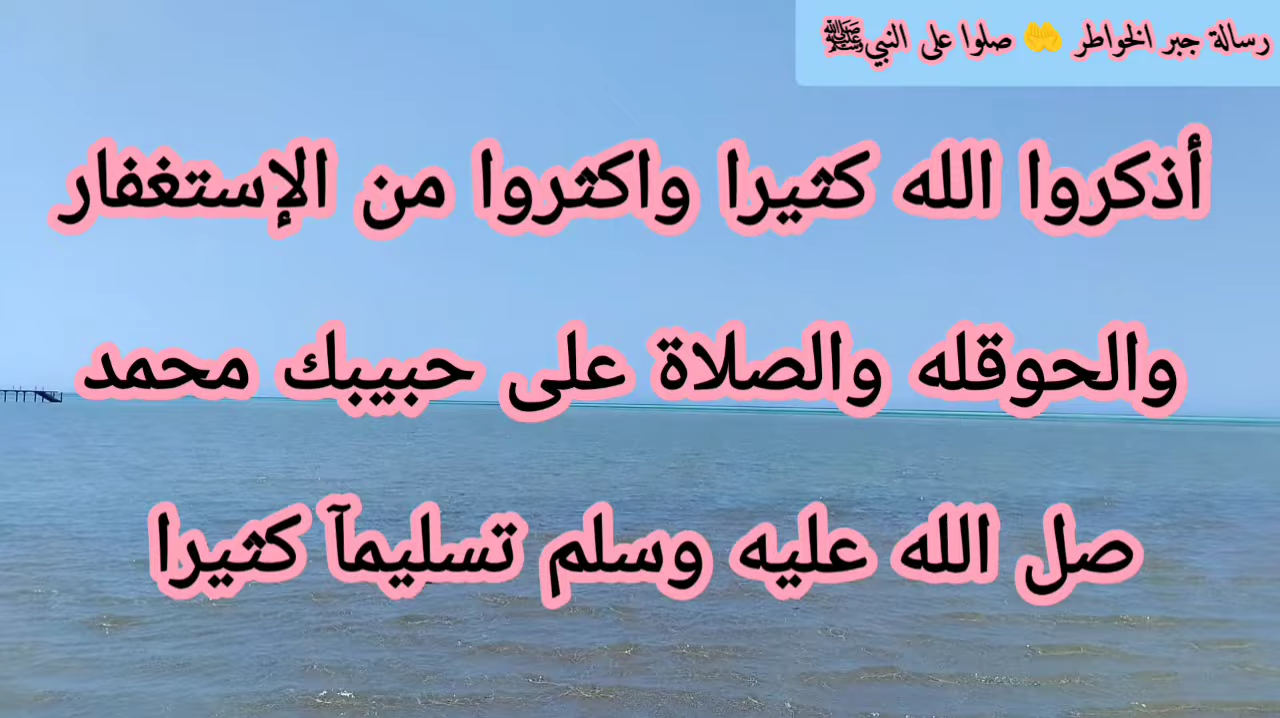 رسالة جبر الخواطر 🤲 صلوا على النبي ﷺ
أذكروا الله كثيرا واكثروا من الإستغفار
والحوقله والصلاة على حبيبك محمد
صل الله عليه وسلم تسليمآ كثيرا